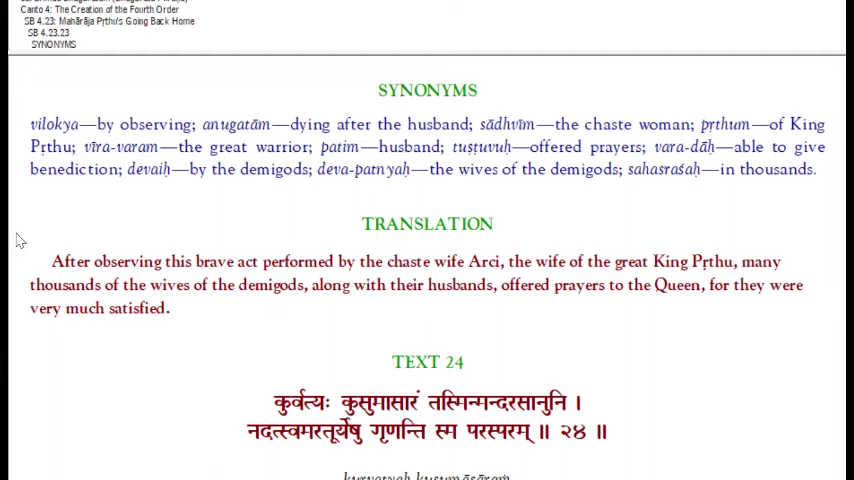 Canto 4: The Creation of the Fourth Order
SB 4.23: Mahārāja Pṛthu's Going Back Home
SB 4.23.23
SYNONYMS
SYNONYMS
vilokya—by observing; anugatām—dying after the husband; sādhvīm—the chaste woman; pṛthum—of King
Pṛthu; vīra-varam—the great warrior; patim—husband; tuṣṭuvuḥ—offered prayers; vara-dāḥ—able to give
benediction; devaiḥ—by the demigods; deva-patnyaḥ—the wives of the demigods; sahasraśaḥ—in thousands.
TRANSLATION
After observing this brave act performed by the chaste wife Arci, the wife of the great King Pṛthu, many
thousands of the wives of the demigods, along with their husbands, offered prayers to the Queen, for they were
very much satisfied.
TEXT 24
कुर्वत्यः कुसुमासारं तस्मिन्मन्दरसानुनि ।
नदत्स्वमरतूर्येषु गृणन्ति स्म परस्परम् ॥ २४ ॥
kurvatyaḥ kusumāsāraṁ